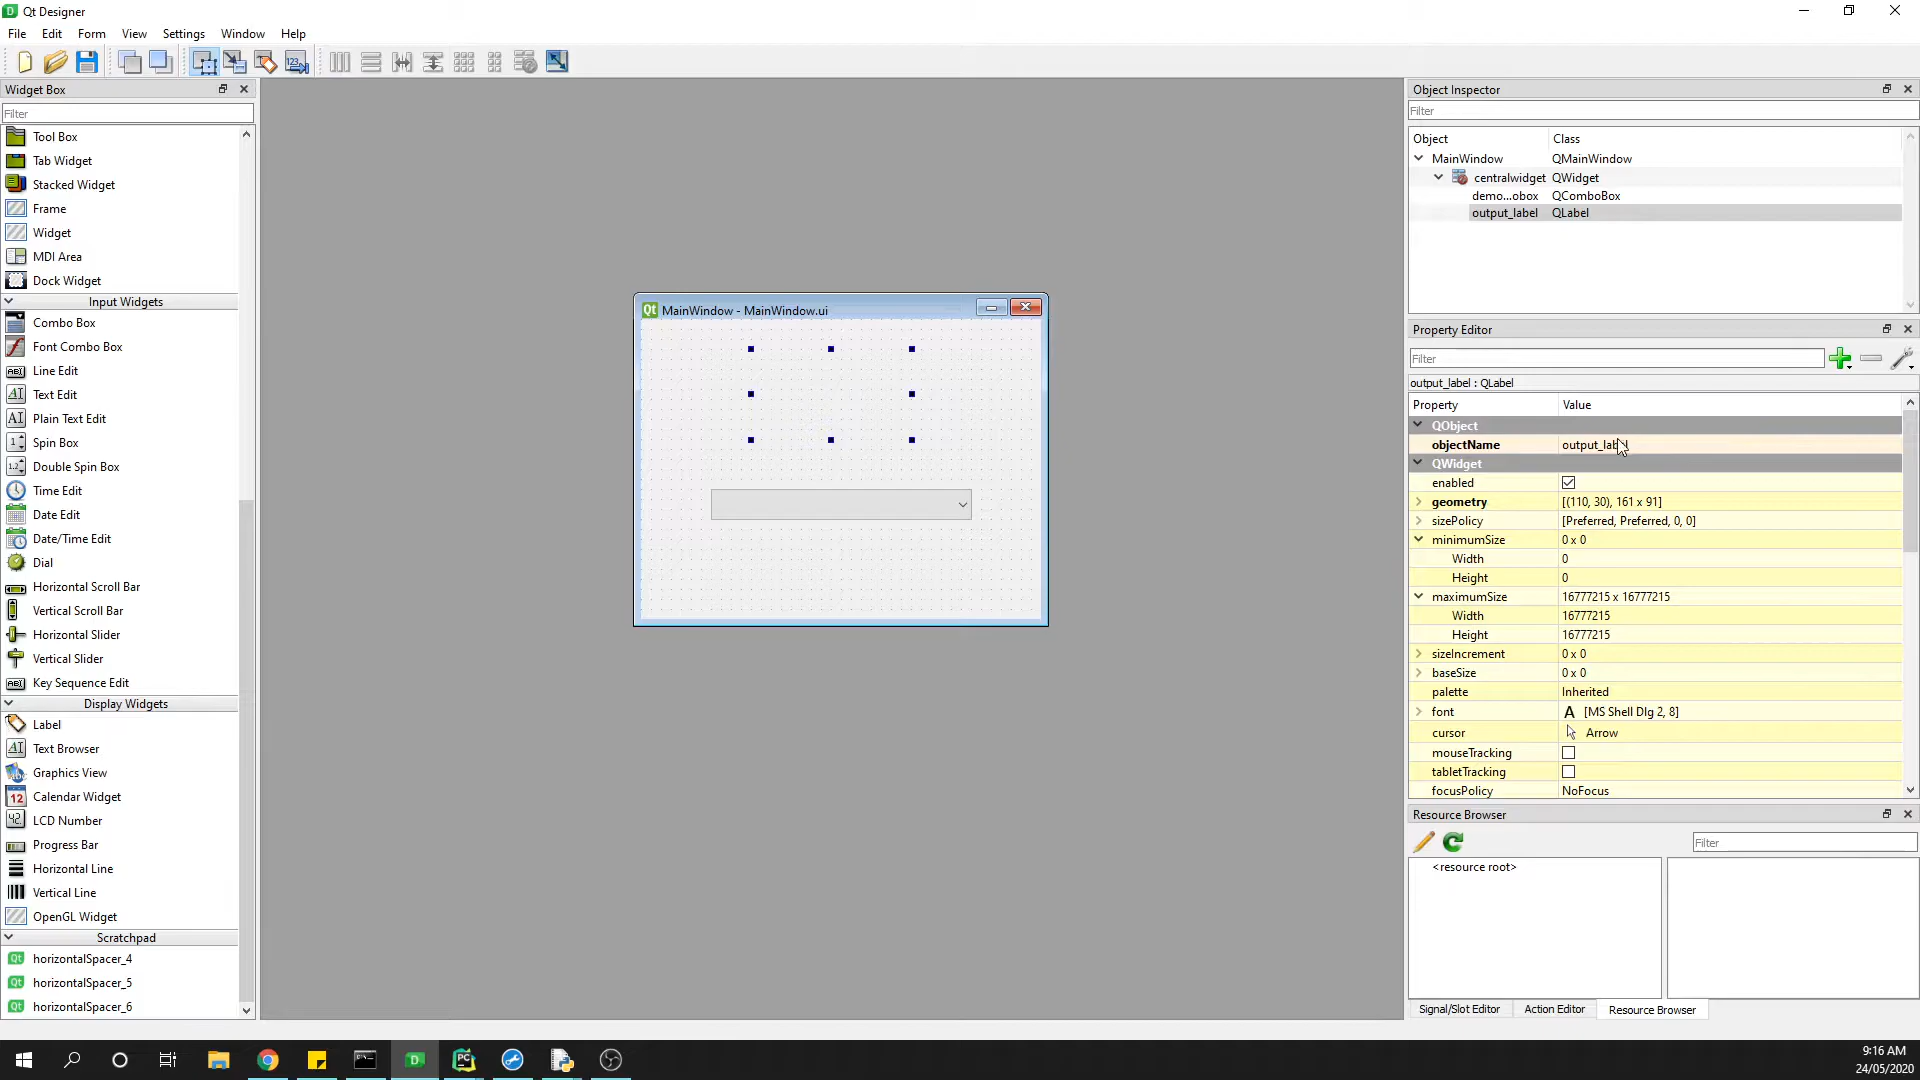 Qt Designer
File Edit Form View Settings Window Help
Widget Box
Filter
Tool Box
Tab Widget
Stacked Widget
Frame
Widget
MDI Area
Dock Widget
Input Widgets
Combo Box
Font Combo Box
Line Edit
Text Edit
Plain Text Edit
Spin Box
Double Spin Box
Time Edit
Date Edit
Date/Time Edit
Dial
Horizontal Scroll Bar
Vertical Scroll Bar
Horizontal Slider
Vertical Slider
Key Sequence Edit
Display Widgets
Label
Text Browser
Graphics View
Calendar Widget
LCD Number
Progress Bar
Horizontal Line
Vertical Line
OpenGL Widget
Scratchpad
horizontalSpacer_4
horizontalSpacer_5
horizontalSpacer_6
MainWindow - MainWindow.ui
Object Inspector
Filter
Object Class
MainWindow QMainWindow
centralwidget QWidget
demo...obox QComboBox
output_label QLabel
Property Editor
Filter
output_label : QLabel
Property Value
QObject
objectName output_label
QWidget
enabled
geometry [(110, 30), 161 x 91]
sizePolicy [Preferred, Preferred, 0, 0]
minimumSize 0 x 0
Width 0
Height 0
maximumSize 16777215 x 16777215
Width 16777215
Height 16777215
sizeIncrement 0 x 0
baseSize 0 x 0
palette Inherited
font A [MS Shell Dlg 2, 8]
cursor Arrow
mouseTracking
tabletTracking
focusPolicy NoFocus
Resource Browser
Filter
<resource root>
Signal/Slot Editor Action Editor Resource Browser
9:16 AM
24/05/2020